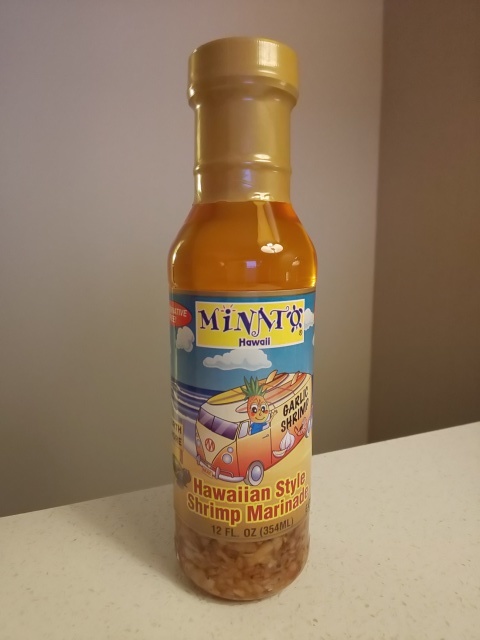 MINATO®
Hawaii
GARLIC
SHRIMP
Hawaiian Style
Shrimp Marinade
12 FL. OZ (354ML)